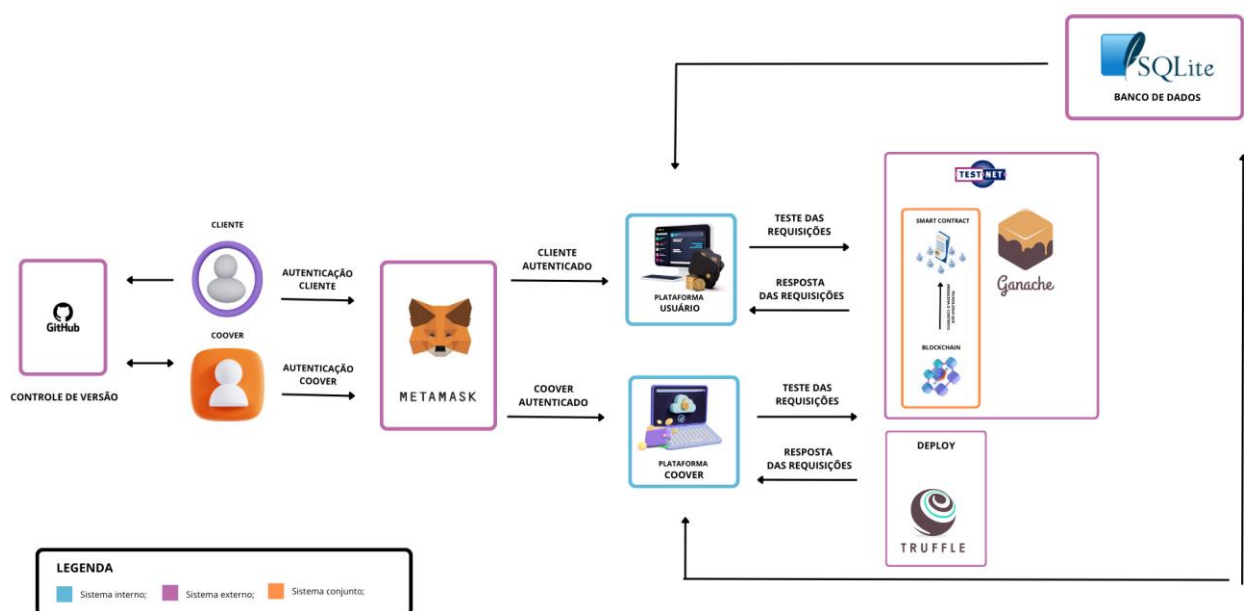 SQLite
BANCO DE DADOS
TESTNET
CLIENTE
TESTE DAS
REQUISIÇÕES
SMART CONTRACT
CLIENTE
AUTENTICADO
AUTENTICAÇÃO
CLIENTE
RESPOSTA
DAS REQUISIÇÕES
Ganache
PLATAFORMA
USUÁRIO
GitHub
COOVER
BLOCKCHAIN
CONTROLE DE VERSÃO
AUTENTICAÇÃO
COOVER
METAMASK
COOVER
AUTENTICADO
TESTE DAS
REQUISIÇÕES
RESPOSTA
DAS REQUISIÇÕES
DEPLOY
PLATAFORMA
COOVER
TRUFFLE
LEGENDA
Sistema interno;
Sistema externo;
Sistema conjunto;